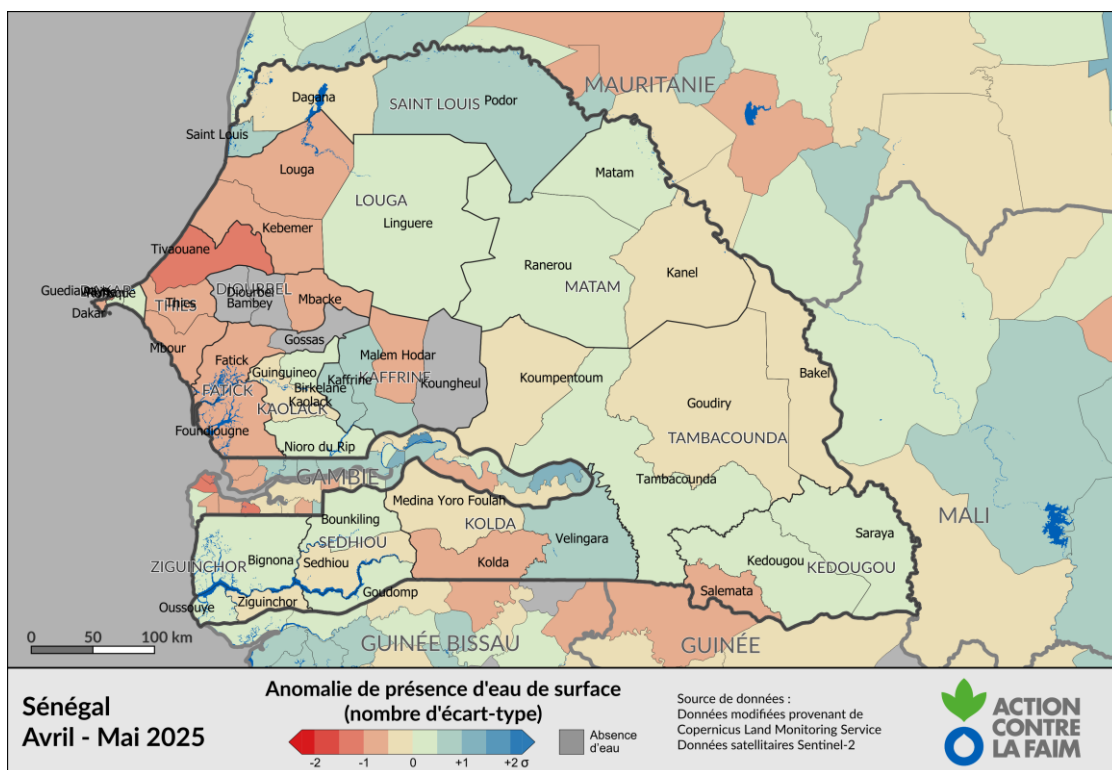 MAURITANIE
Dagana
SAINT LOUIS
Podor
Saint Louis
Louga
Matam
LOUGA
Linguere
Kebemer
Tivaouane
Ranerou
Kanel
MATAM
DIOURBEL
Diourbel
Bambey
Mbacke
THIES
Thies
Dakar
Mbour
Gossas
Malem Hodar
Fatick
Guinguineo
KAFFRINE
Kaffrine
Koungheul
Koumpentoum
Bakel
Birkelane
FATICK
Kaolack
KAOLACK
Goudiry
Foundiougne
TAMBACOUNDA
Nioro du Rip
GAMBIE
Tambacounda
Medina Yoro Foulah
Bounkiling
KOLDA
MALI
SEDHIOU
Velingara
Saraya
ZIGUINCHOR
Bignona
Sedhiou
Kolda
Kedougou
KEDOUGOU
Goudomp
Salemata
Oussouye
Ziguinchor
GUINÉE BISSAU
GUINÉE
0 50 100 km
Sénégal
Avril - Mai 2025
Anomalie de présence d'eau de surface
(nombre d'écart-type)
-2 -1 0 +1 +2 σ
Absence
d'eau
Source de données :
Données modifiées provenant de
Copernicus Land Monitoring Service
Données satellitaires Sentinel-2
ACTION
CONTRE
LA FAIM